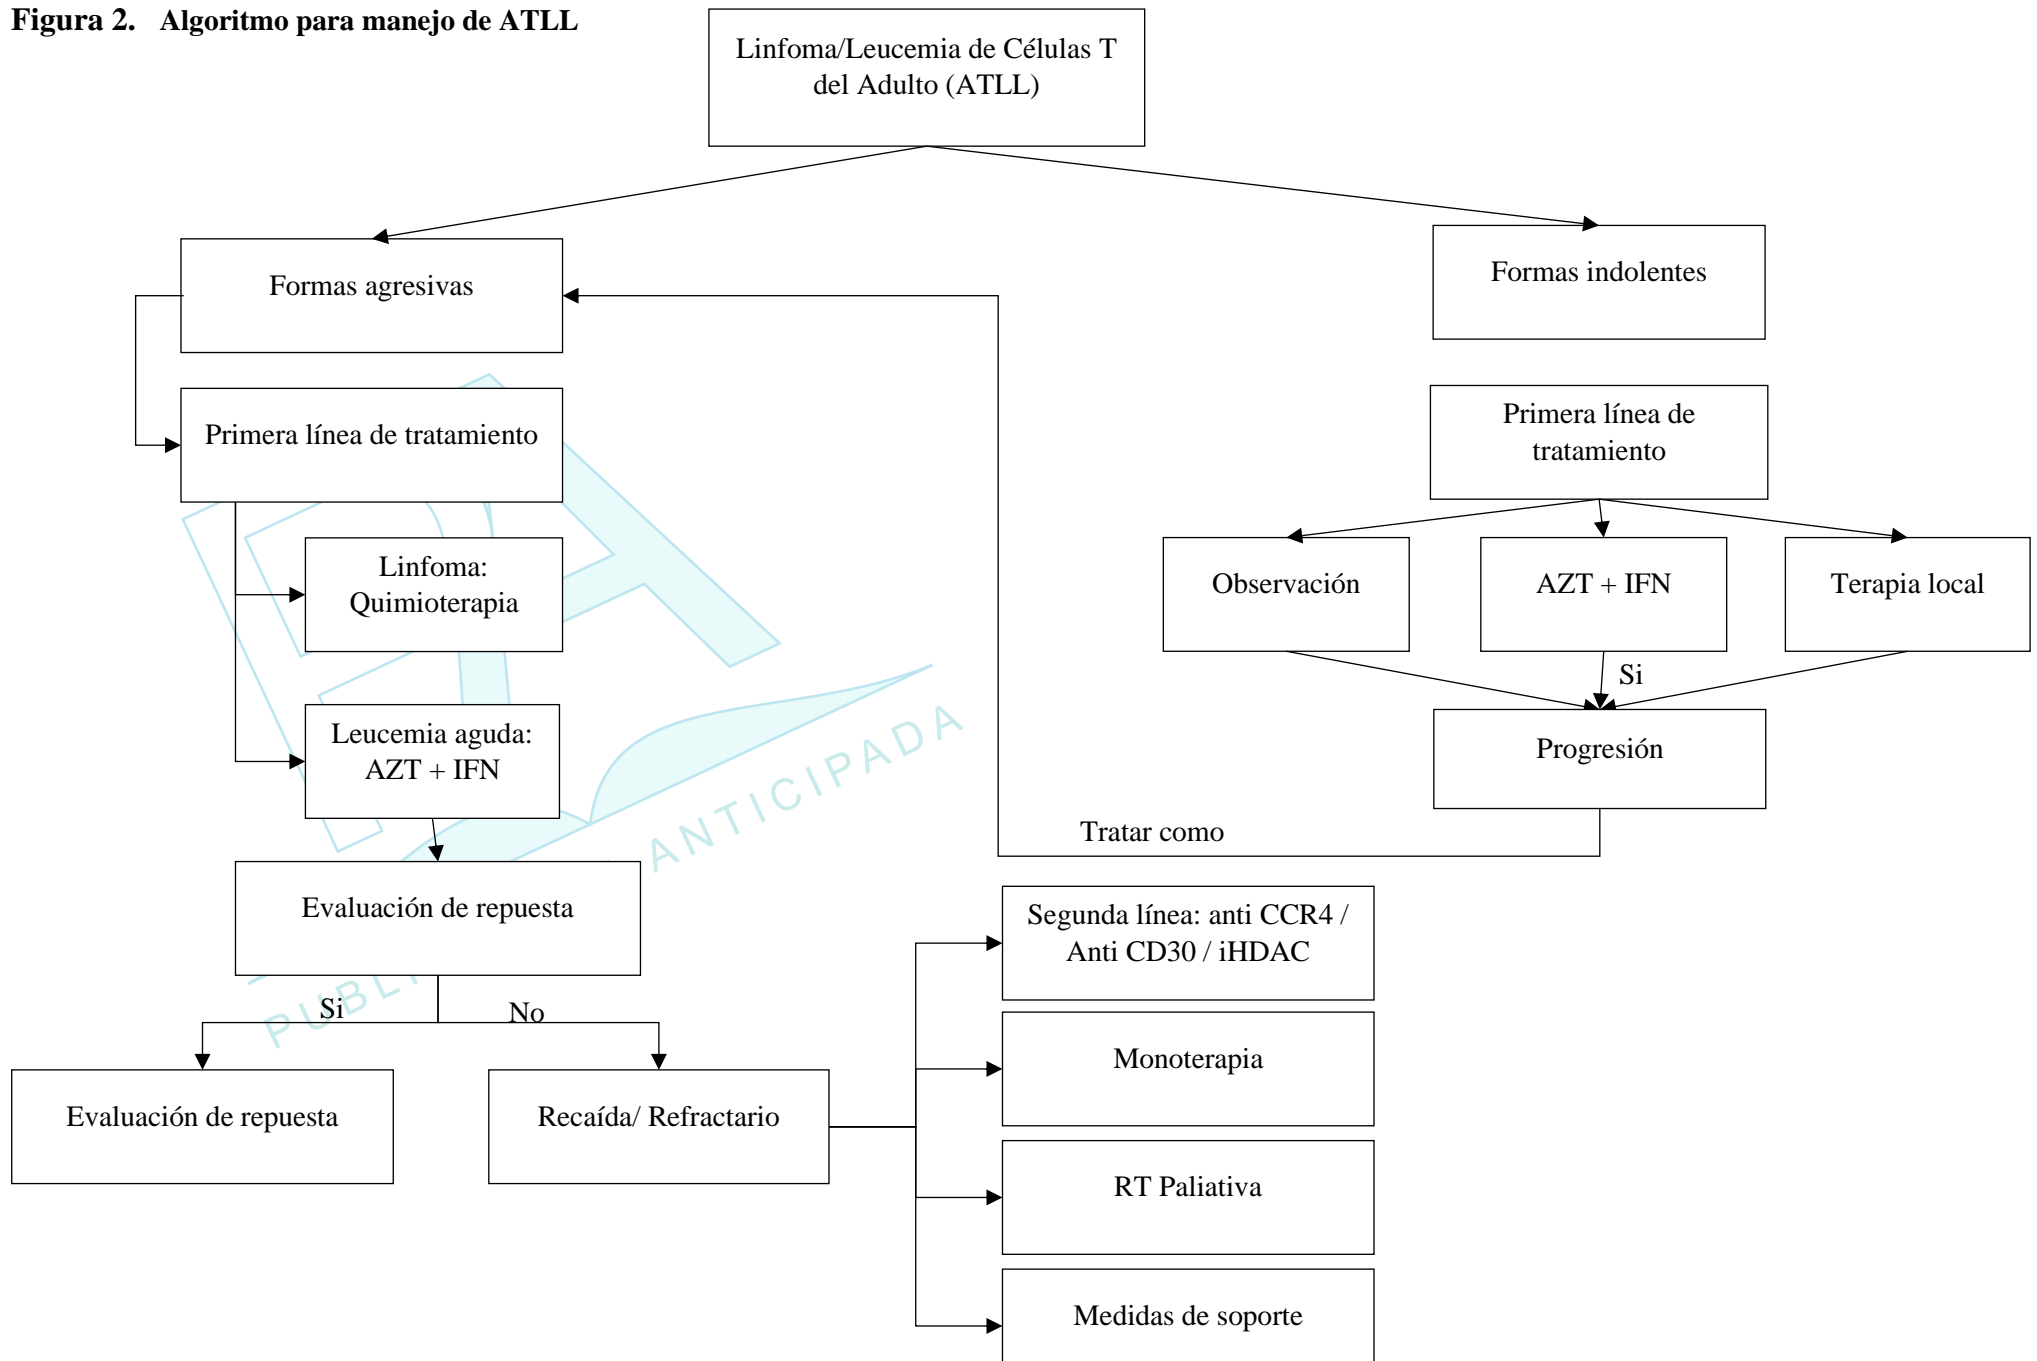 Figura 2. Algoritmo para manejo de ATLL
Linfoma/Leucemia de Células T
del Adulto (ATLL)
Formas agresivas
Formas indolentes
Primera línea de tratamiento
Primera línea de
tratamiento
Linfoma:
Quimioterapia
Observación
AZT + IFN
Terapia local
Si
Leucemia aguda:
AZT + IFN
Progresión
Tratar como
Evaluación de repuesta
Segunda línea: anti CCR4 /
Anti CD30 / iHDAC
Si
No
Evaluación de repuesta
Recaída/ Refractario
Monoterapia
RT Paliativa
Medidas de soporte
ANTICIPADA